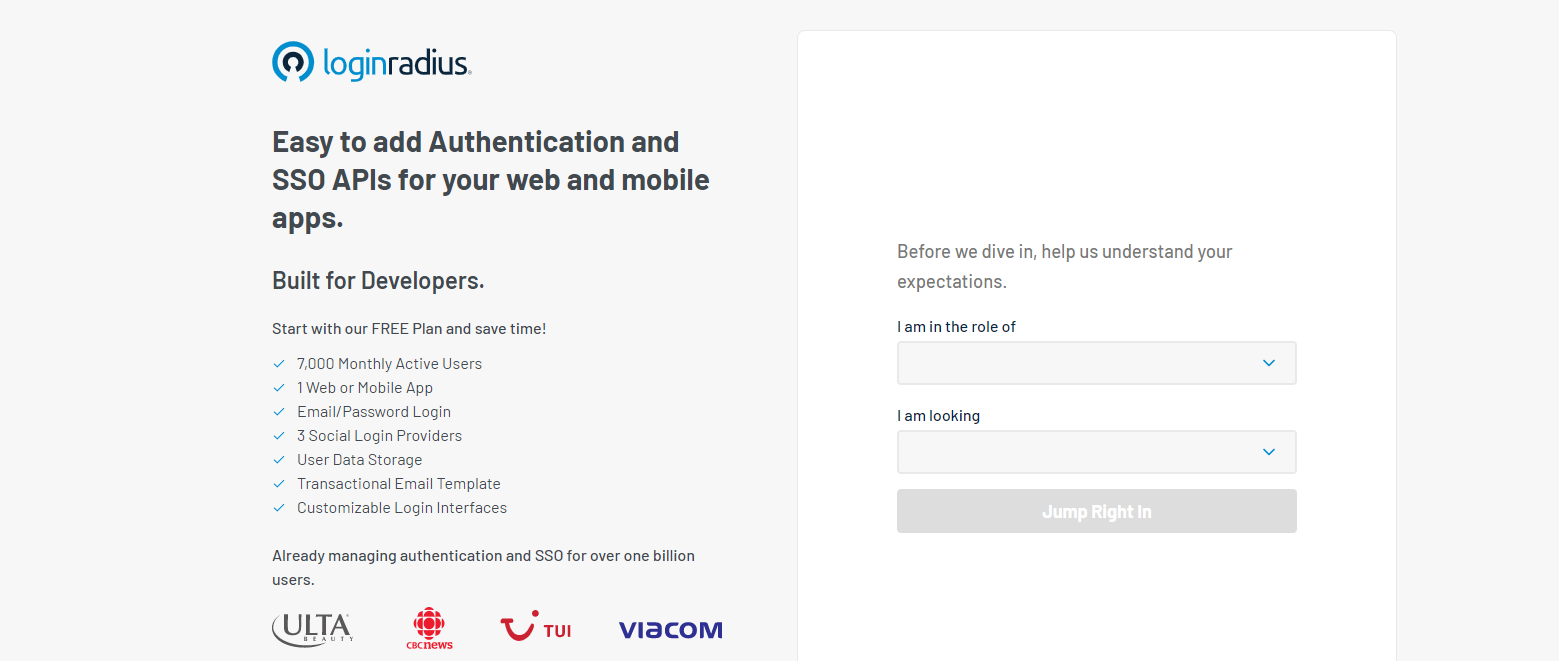 loginradius
Easy to add Authentication and
SSO APIs for your web and mobile
apps.
Built for Developers.
Start with our FREE Plan and save time!
7,000 Monthly Active Users
1 Web or Mobile App
Email/Password Login
3 Social Login Providers
User Data Storage
Transactional Email Template
Customizable Login Interfaces
Already managing authentication and SSO for over one billion
users.
ULTA
BEAUTY
CBCnews
TUI
VIACOM
Before we dive in, help us understand your
expectations.
I am in the role of
I am looking
Jump Right In